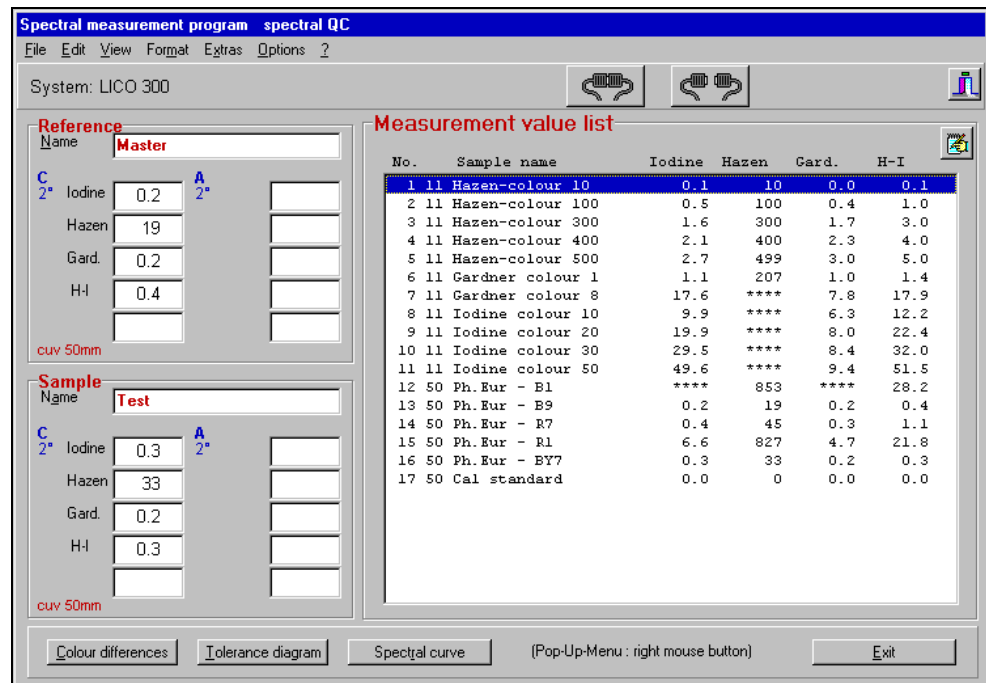 Spectral measurement program spectral QC
File Edit View Format Extras Options ?
System: LICO 300
Reference
Name Master
C 2° A 2°
Iodine 0.2
Hazen 19
Gard. 0.2
H-I 0.4
cuv 50mm
Sample
Name Test
C 2° A 2°
Iodine 0.3
Hazen 33
Gard. 0.2
H-I 0.3
cuv 50mm
Measurement value list
No. Sample name Iodine Hazen Gard. H-I
1 11 Hazen-colour 10 0.1 10 0.0 0.1
2 11 Hazen-colour 100 0.5 100 0.4 1.0
3 11 Hazen-colour 300 1.6 300 1.7 3.0
4 11 Hazen-colour 400 2.1 400 2.3 4.0
5 11 Hazen-colour 500 2.7 499 3.0 5.0
6 11 Gardner colour 1 1.1 207 1.0 1.4
7 11 Gardner colour 8 17.6 **** 7.8 17.9
8 11 Iodine colour 10 9.9 **** 6.3 12.2
9 11 Iodine colour 20 19.9 **** 8.0 22.4
10 11 Iodine colour 30 29.5 **** 8.4 32.0
11 11 Iodine colour 50 49.6 **** 9.4 51.5
12 50 Ph.Eur - B1 **** 853 **** 28.2
13 50 Ph.Eur - B9 0.2 19 0.2 0.4
14 50 Ph.Eur - R7 0.4 45 0.3 1.1
15 50 Ph.Eur - R1 6.6 827 4.7 21.8
16 50 Ph.Eur - BY7 0.3 33 0.2 0.3
17 50 Cal standard 0.0 0 0.0 0.0
Colour differences Tolerance diagram Spectral curve (Pop-Up-Menu : right mouse button) Exit